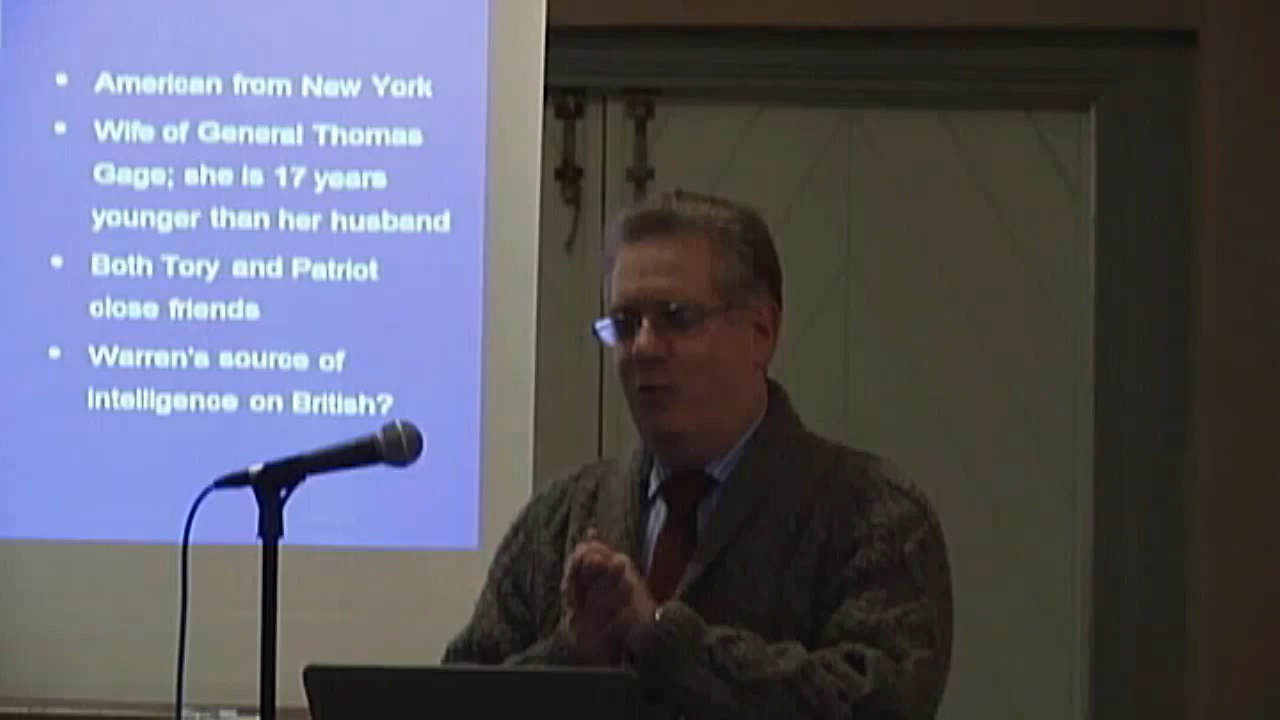 American from New York
Wife of General Thomas
Gage; she is 17 years
younger than her husband
Both Tory and Patriot
close friends
Warren's source of
intelligence on British?